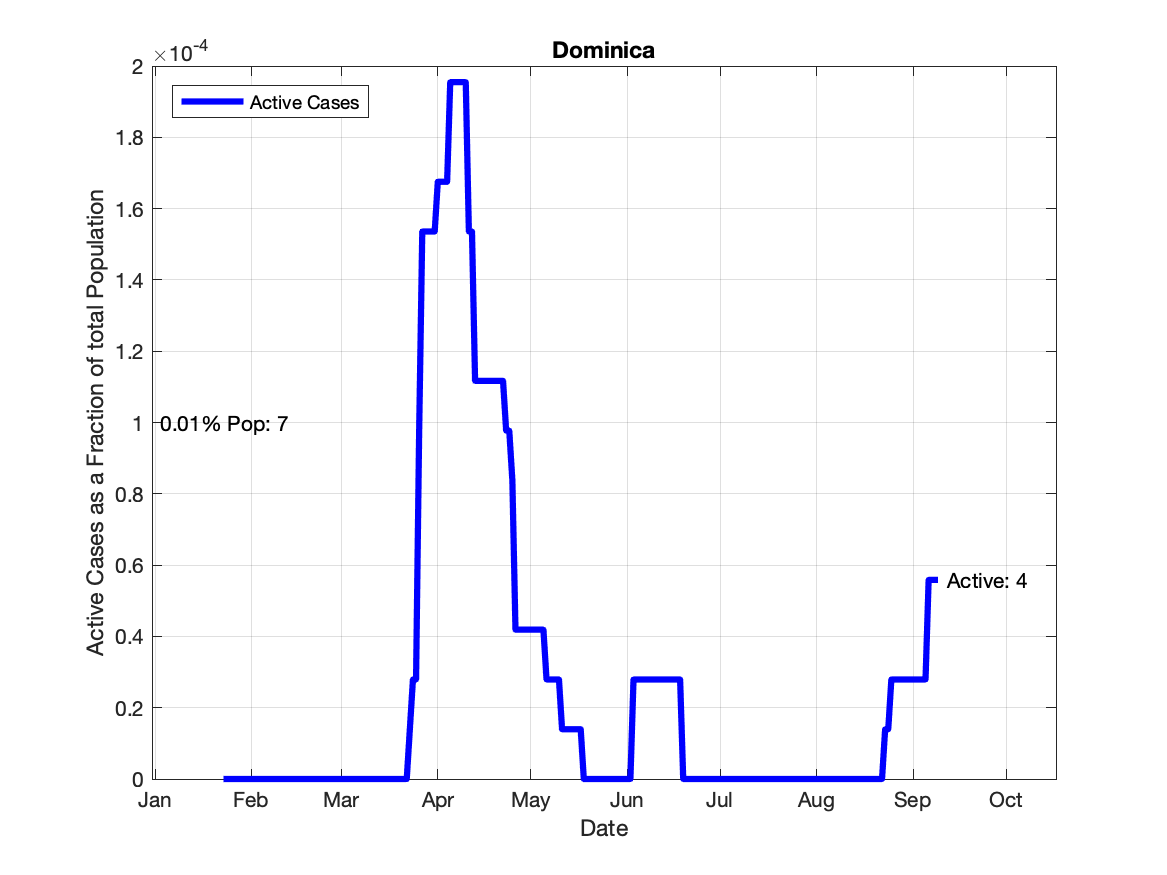 Dominica
×10⁻⁴
2
1.8
1.6
1.4
1.2
1
0.8
0.6
0.4
0.2
0
Active Cases as a Fraction of total Population
Active Cases
0.01% Pop: 7
Active: 4
Jan Feb Mar Apr May Jun Jul Aug Sep Oct
Date